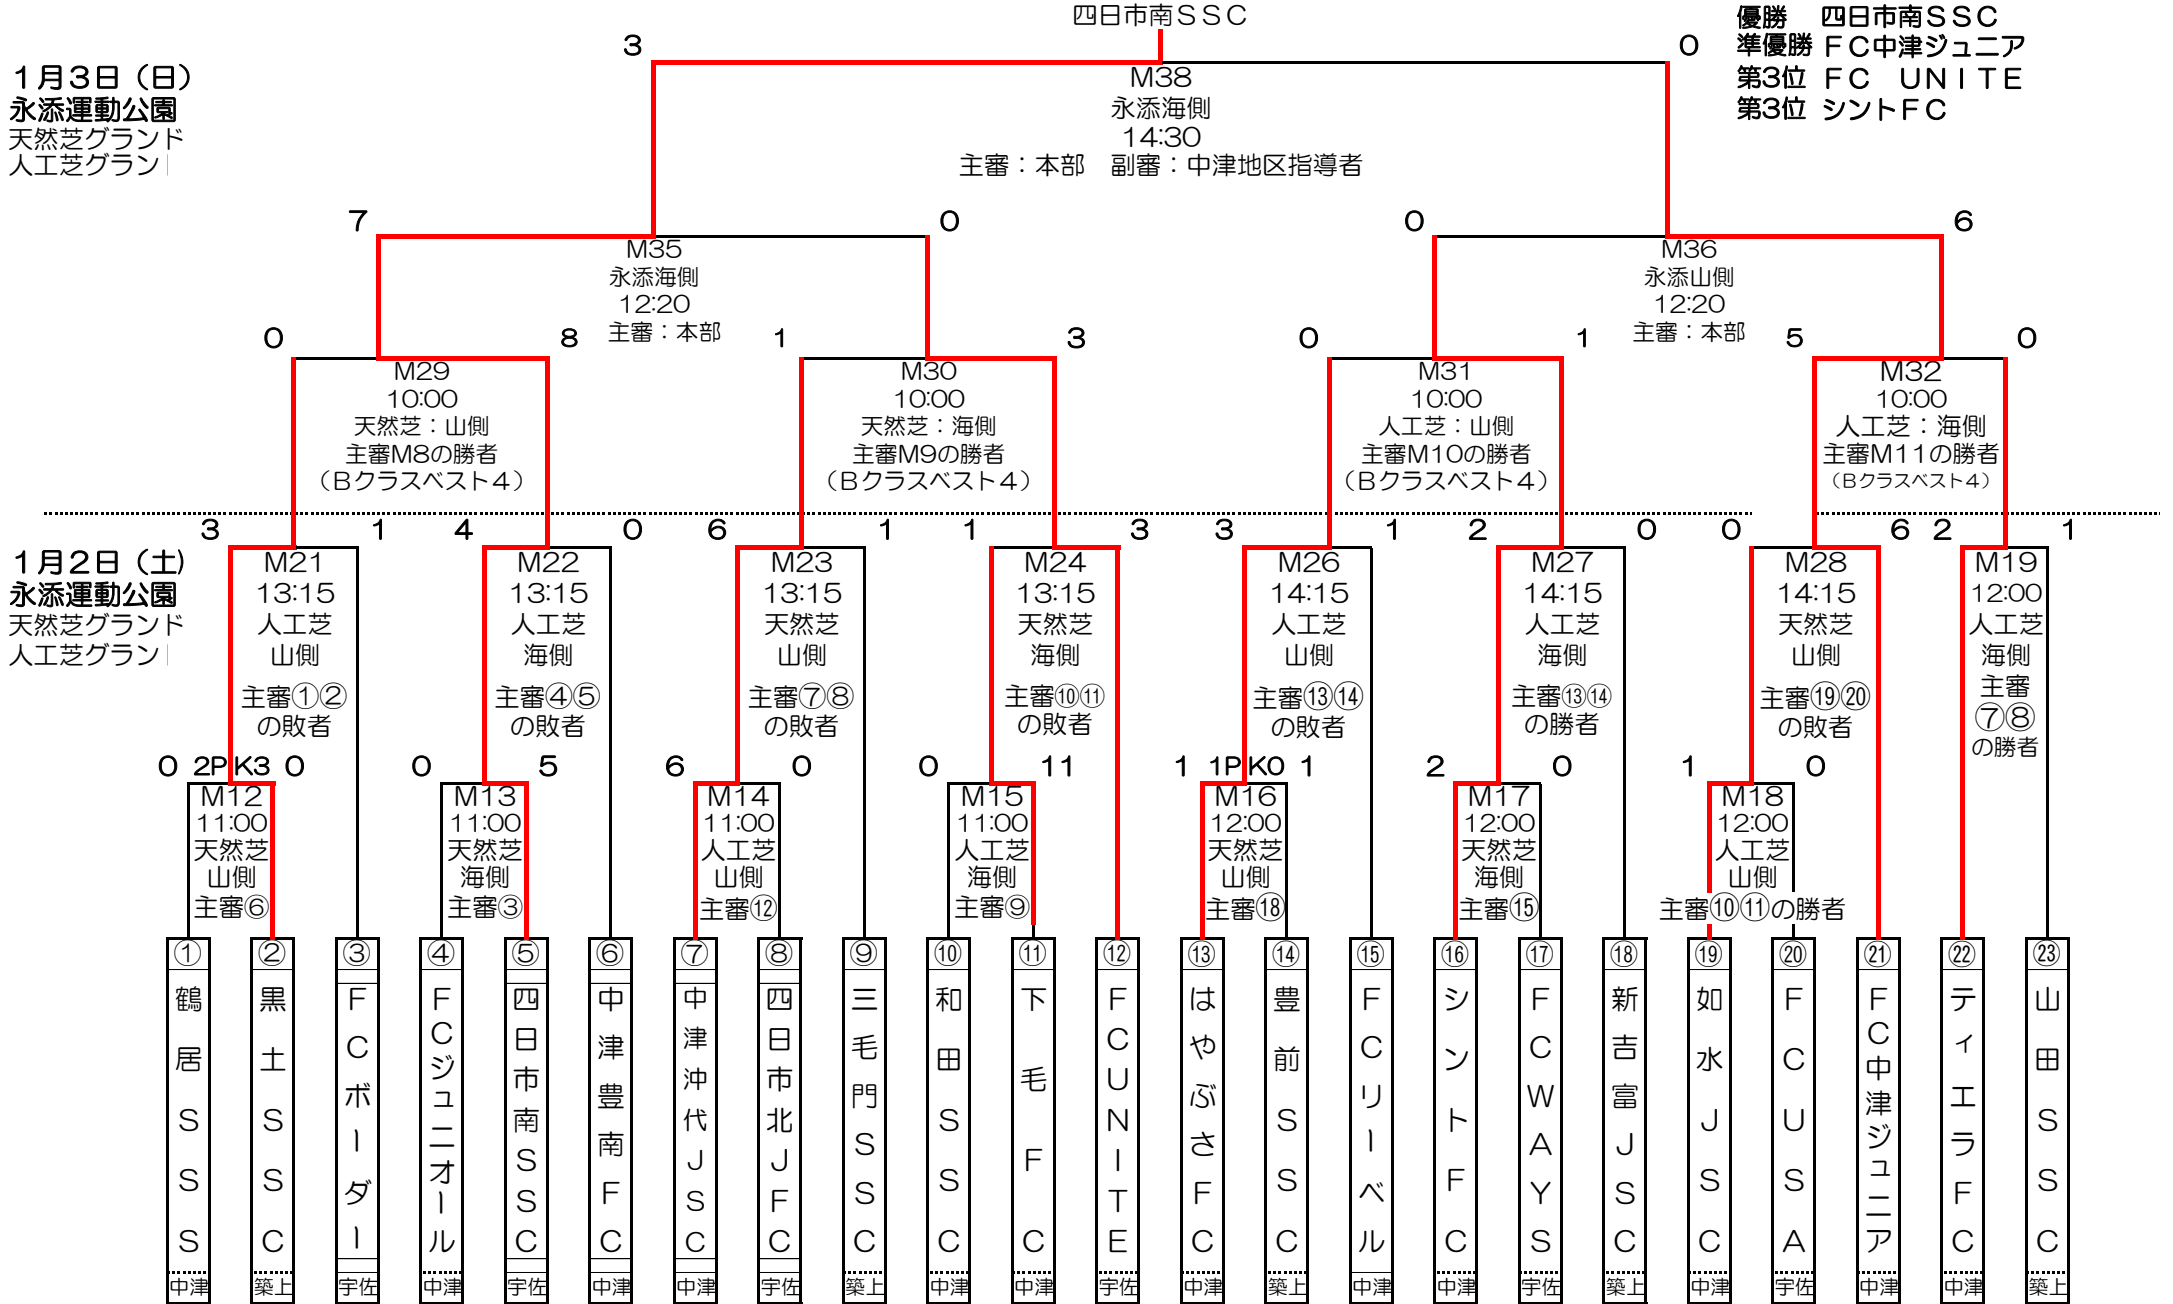 四日市南ＳＳＣ
優勝　四日市南ＳＳＣ
準優勝 ＦＣ中津ジュニア
第3位 ＦＣ　ＵＮＩＴＥ
第3位 シントＦＣ
3 0
１月３日（日）
永添運動公園
天然芝グランド
人工芝グラン
M38
永添海側
14:30
主審：本部　副審：中津地区指導者
7 0 0 6
M35
永添海側
12:20
主審：本部
M36
永添山側
12:20
主審：本部
0 8 1 3 0 1 5 0
M29
10:00
天然芝：山側
主審M8の勝者
（Ｂクラスベスト４）
M30
10:00
天然芝：海側
主審M9の勝者
（Ｂクラスベスト４）
M31
10:00
人工芝：山側
主審M10の勝者
（Ｂクラスベスト４）
M32
10:00
人工芝：海側
主審M11の勝者
（Ｂクラスベスト４）
3 1 4 0 6 1 1 3 3 1 2 0 0 6 2 1
１月２日（土）
永添運動公園
天然芝グランド
人工芝グラン
M21
13:15
人工芝
山側
主審①②
の敗者
M22
13:15
人工芝
海側
主審④⑤
の敗者
M23
13:15
天然芝
山側
主審⑦⑧
の敗者
M24
13:15
天然芝
海側
主審⑩⑪
の敗者
M26
14:15
人工芝
山側
主審⑬⑭
の敗者
M27
14:15
人工芝
海側
主審⑬⑭
の勝者
M28
14:15
天然芝
山側
主審⑲⑳
の敗者
M19
12:00
人工芝
海側
主審
⑦⑧
の勝者
0 2PK3 0 0 5 6 0 0 11 1 1PK0 1 2 0 1 0
M12
11:00
天然芝
山側
主審⑥
M13
11:00
天然芝
海側
主審③
M14
11:00
人工芝
山側
主審⑫
M15
11:00
人工芝
海側
主審⑨
M16
12:00
天然芝
山側
主審⑱
M17
12:00
天然芝
海側
主審⑮
M18
12:00
人工芝
山側
主審⑩⑪の勝者
① 鶴居ＳＳＳ 中津
② 黒土ＳＳＣ 築上
③ ＦＣボーダー 宇佐
④ ＦＣジュニオール 中津
⑤ 四日市南ＳＳＣ 宇佐
⑥ 中津豊南ＦＣ 中津
⑦ 中津沖代ＪＳＣ 中津
⑧ 四日市北ＪＦＣ 宇佐
⑨ 三毛門ＳＳＣ 築上
⑩ 和田ＳＳＣ 中津
⑪ 下毛ＦＣ 中津
⑫ ＦＣＵＮＩＴＥ 宇佐
⑬ はやぶさＦＣ 中津
⑭ 豊前ＳＳＣ 築上
⑮ ＦＣリーベル 中津
⑯ シントＦＣ 中津
⑰ ＦＣＷＡＹＳ 宇佐
⑱ 新吉富ＪＳＣ 築上
⑲ 如水ＪＳＣ 中津
⑳ ＦＣＵＳＡ 宇佐
㉑ ＦＣ中津ジュニア 中津
㉒ ティエラＦＣ 中津
㉓ 山田ＳＳＣ 築上